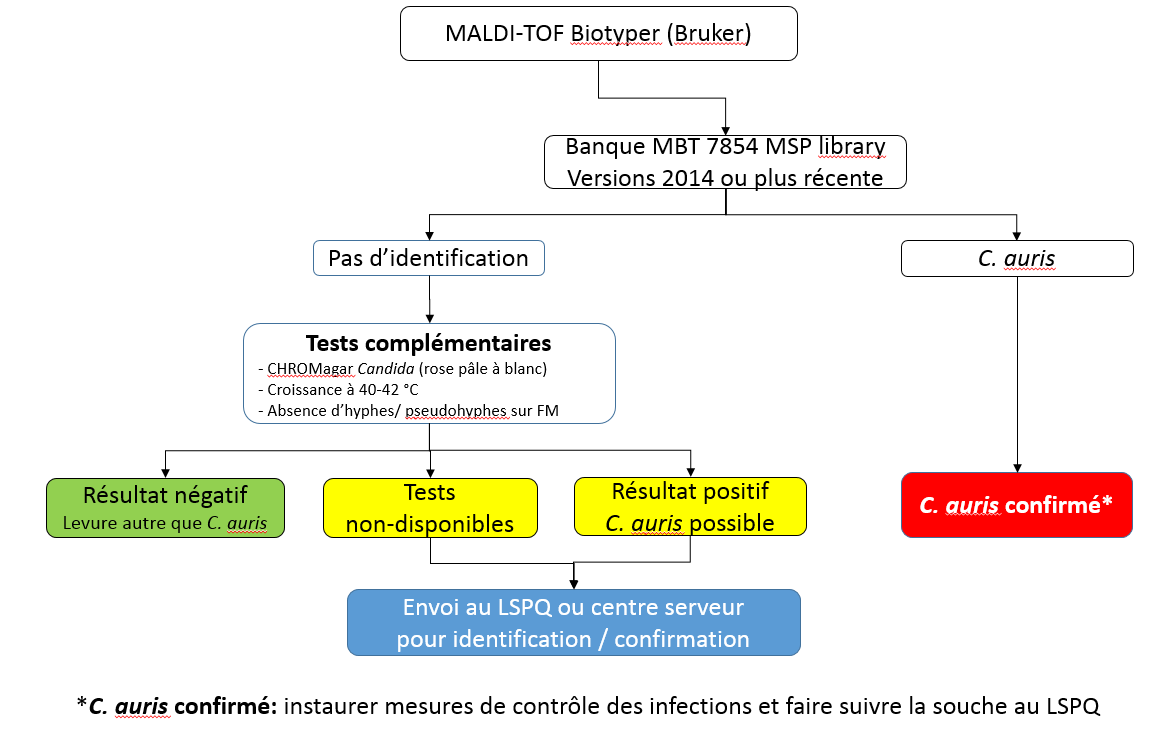 MALDI-TOF Biotyper (Bruker)
Banque MBT 7854 MSP library
Versions 2014 ou plus récente
Pas d’identification
C. auris
Tests complémentaires
- CHROMagar Candida (rose pâle à blanc)
- Croissance à 40-42 °C
- Absence d’hyphes/ pseudohyphes sur FM
Résultat négatif
Levure autre que C. auris
Tests
non-disponibles
Résultat positif
C. auris possible
C. auris confirmé*
Envoi au LSPQ ou centre serveur
pour identification / confirmation
*C. auris confirmé: instaurer mesures de contrôle des infections et faire suivre la souche au LSPQ